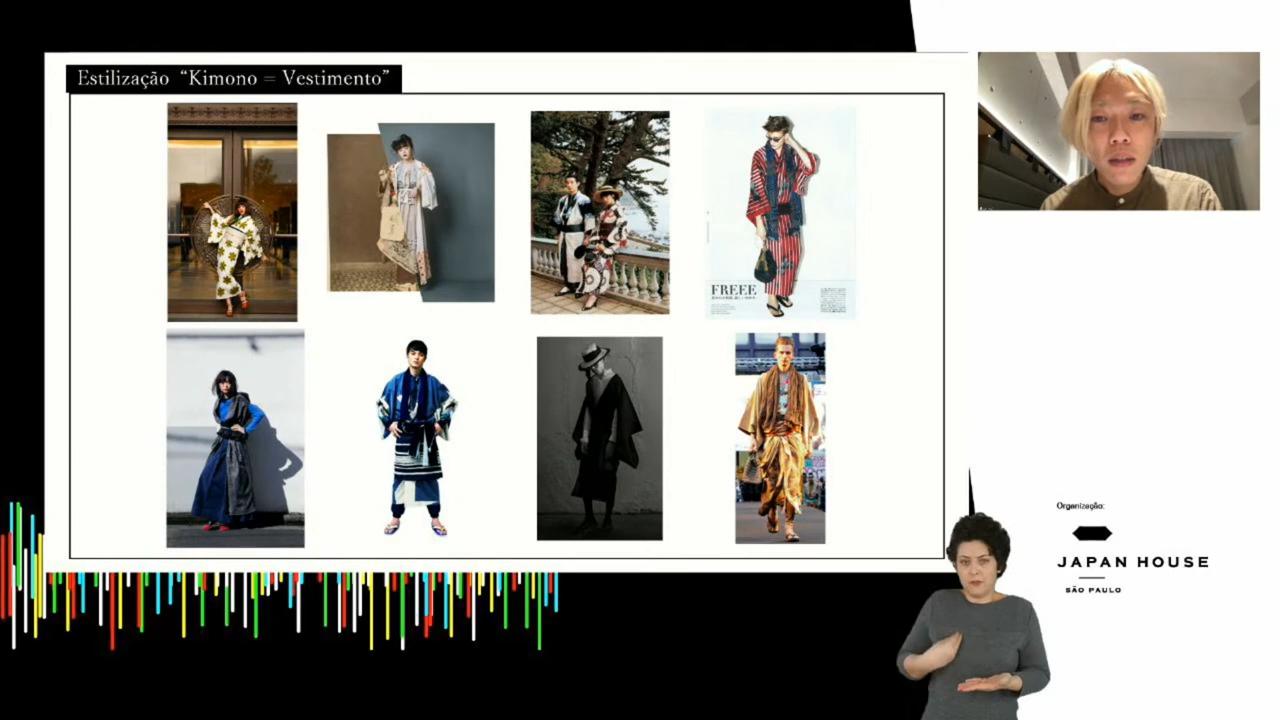 Estilização “Kimono = Vestimento”
FREEE
Organização:
JAPAN HOUSE
SÃO PAULO